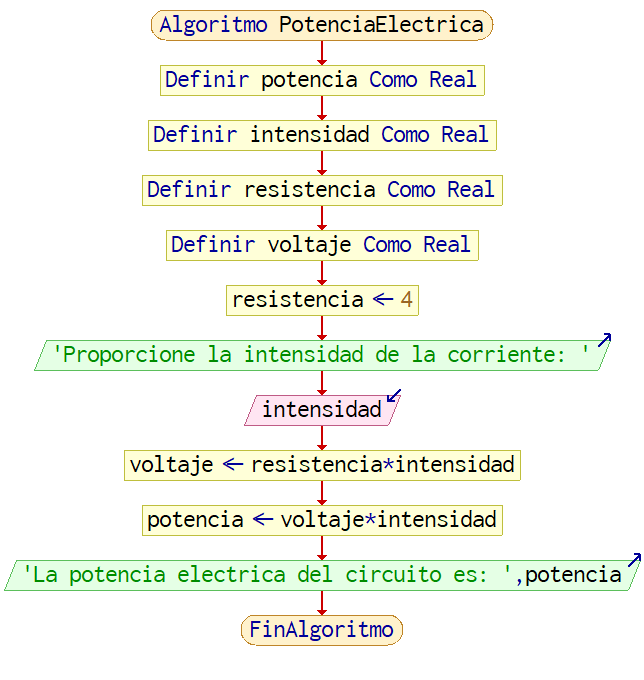 Algoritmo PotenciaElectrica
Definir potencia Como Real
Definir intensidad Como Real
Definir resistencia Como Real
Definir voltaje Como Real
resistencia ← 4
'Proporcione la intensidad de la corriente: '
intensidad
voltaje ← resistencia*intensidad
potencia ← voltaje*intensidad
'La potencia electrica del circuito es: ',potencia
FinAlgoritmo